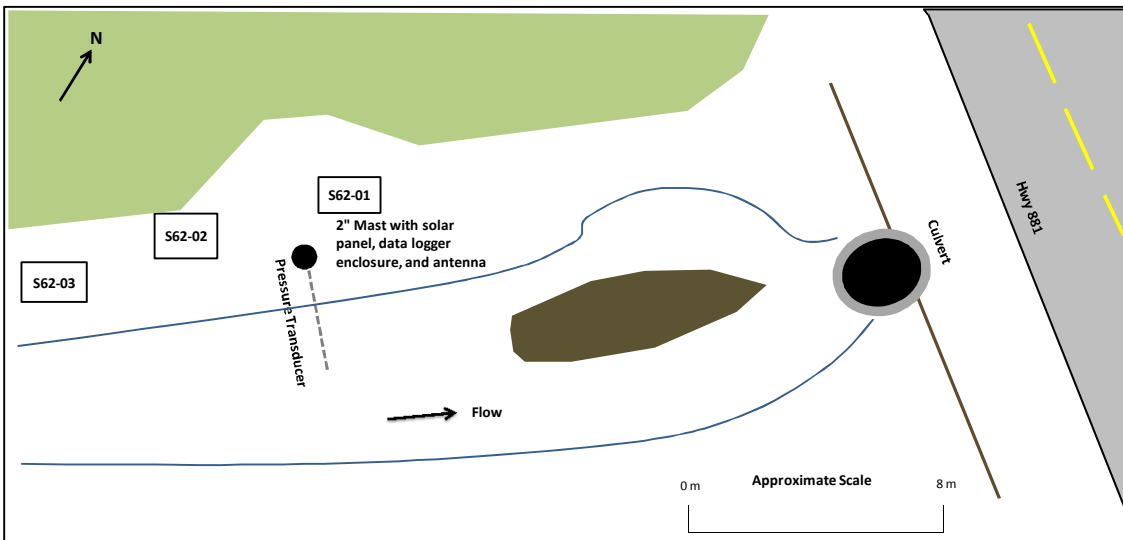 N
S62-01
2" Mast with solar
panel, data logger
enclosure, and antenna
S62-02
S62-03
Pressure Transducer
Flow
Culvert
Hwy 881
0 m
Approximate Scale
8 m